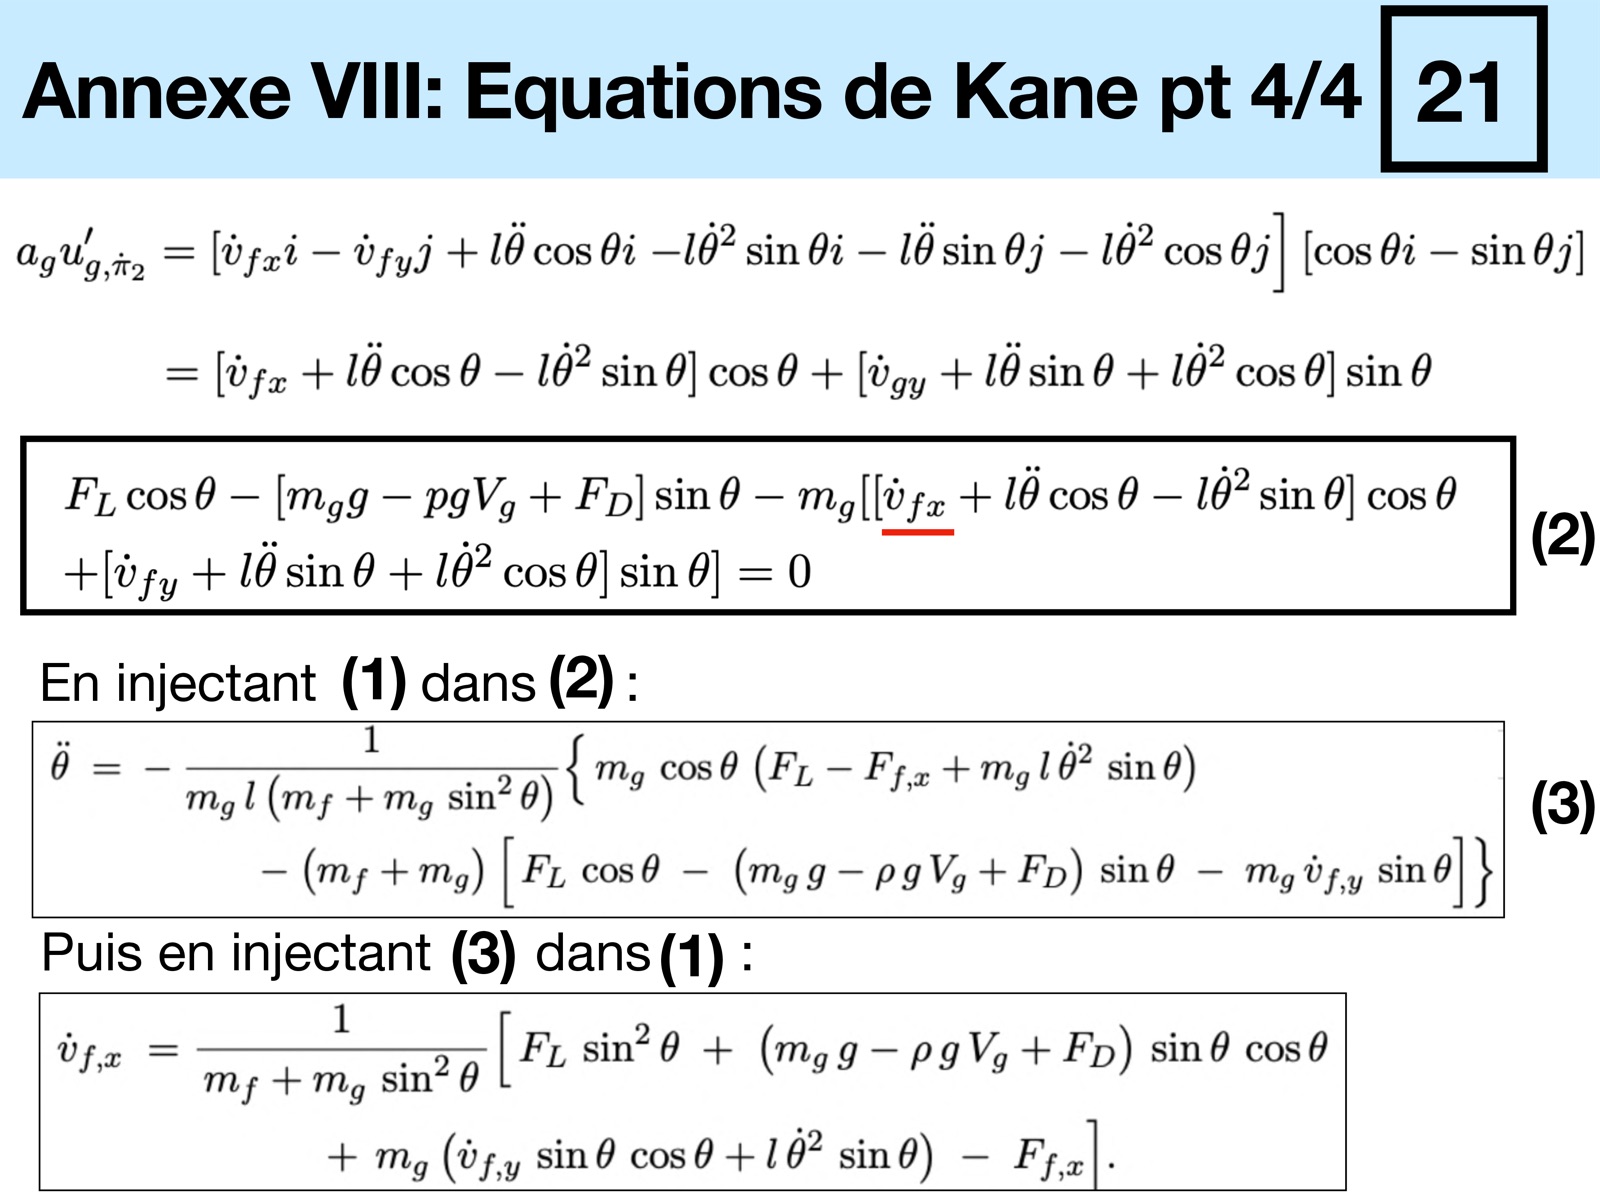 Annexe VIII: Equations de Kane pt 4/4 21
$a_g u'_{g,\dot{\pi}_2} = [\dot{v}_{fx} i - \dot{v}_{fy} j + l\ddot{\theta} \cos\theta i - l\dot{\theta}^2 \sin\theta i - l\ddot{\theta} \sin\theta j - l\dot{\theta}^2 \cos\theta j] [\cos\theta i - \sin\theta j]$
$= [\dot{v}_{fx} + l\ddot{\theta} \cos\theta - l\dot{\theta}^2 \sin\theta] \cos\theta + [\dot{v}_{gy} + l\ddot{\theta} \sin\theta + l\dot{\theta}^2 \cos\theta] \sin\theta$
$F_L \cos\theta - [m_g g - pgV_g + F_D] \sin\theta - m_g[[\dot{v}_{fx} + l\ddot{\theta} \cos\theta - l\dot{\theta}^2 \sin\theta] \cos\theta$
$+[\dot{v}_{fy} + l\ddot{\theta} \sin\theta + l\dot{\theta}^2 \cos\theta] \sin\theta] = 0$ (2)
En injectant (1) dans (2) :
$\ddot{\theta} = -\frac{1}{m_g l (m_f + m_g \sin^2\theta)} \{ m_g \cos\theta (F_L - F_{f,x} + m_g l \dot{\theta}^2 \sin\theta)$
$- (m_f + m_g) [ F_L \cos\theta - (m_g g - \rho g V_g + F_D) \sin\theta - m_g \dot{v}_{f,y} \sin\theta ] \}$ (3)
Puis en injectant (3) dans (1) :
$\dot{v}_{f,x} = \frac{1}{m_f + m_g \sin^2\theta} [ F_L \sin^2\theta + (m_g g - \rho g V_g + F_D) \sin\theta \cos\theta$
$+ m_g (\dot{v}_{f,y} \sin\theta \cos\theta + l \dot{\theta}^2 \sin\theta) - F_{f,x} ].$